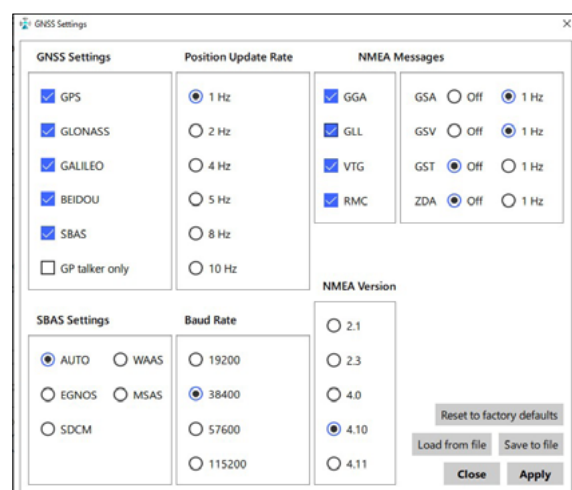 GNSS Settings
GNSS Settings
GPS
GLONASS
GALILEO
BEIDOU
SBAS
GP talker only
Position Update Rate
1 Hz
2 Hz
4 Hz
5 Hz
8 Hz
10 Hz
NMEA Messages
GGA
GLL
VTG
RMC
GSA Off 1 Hz
GSV Off 1 Hz
GST Off 1 Hz
ZDA Off 1 Hz
SBAS Settings
AUTO WAAS
EGNOS MSAS
SDCM
Baud Rate
19200
38400
57600
115200
NMEA Version
2.1
2.3
4.0
4.10
4.11
Reset to factory defaults
Load from file Save to file
Close Apply